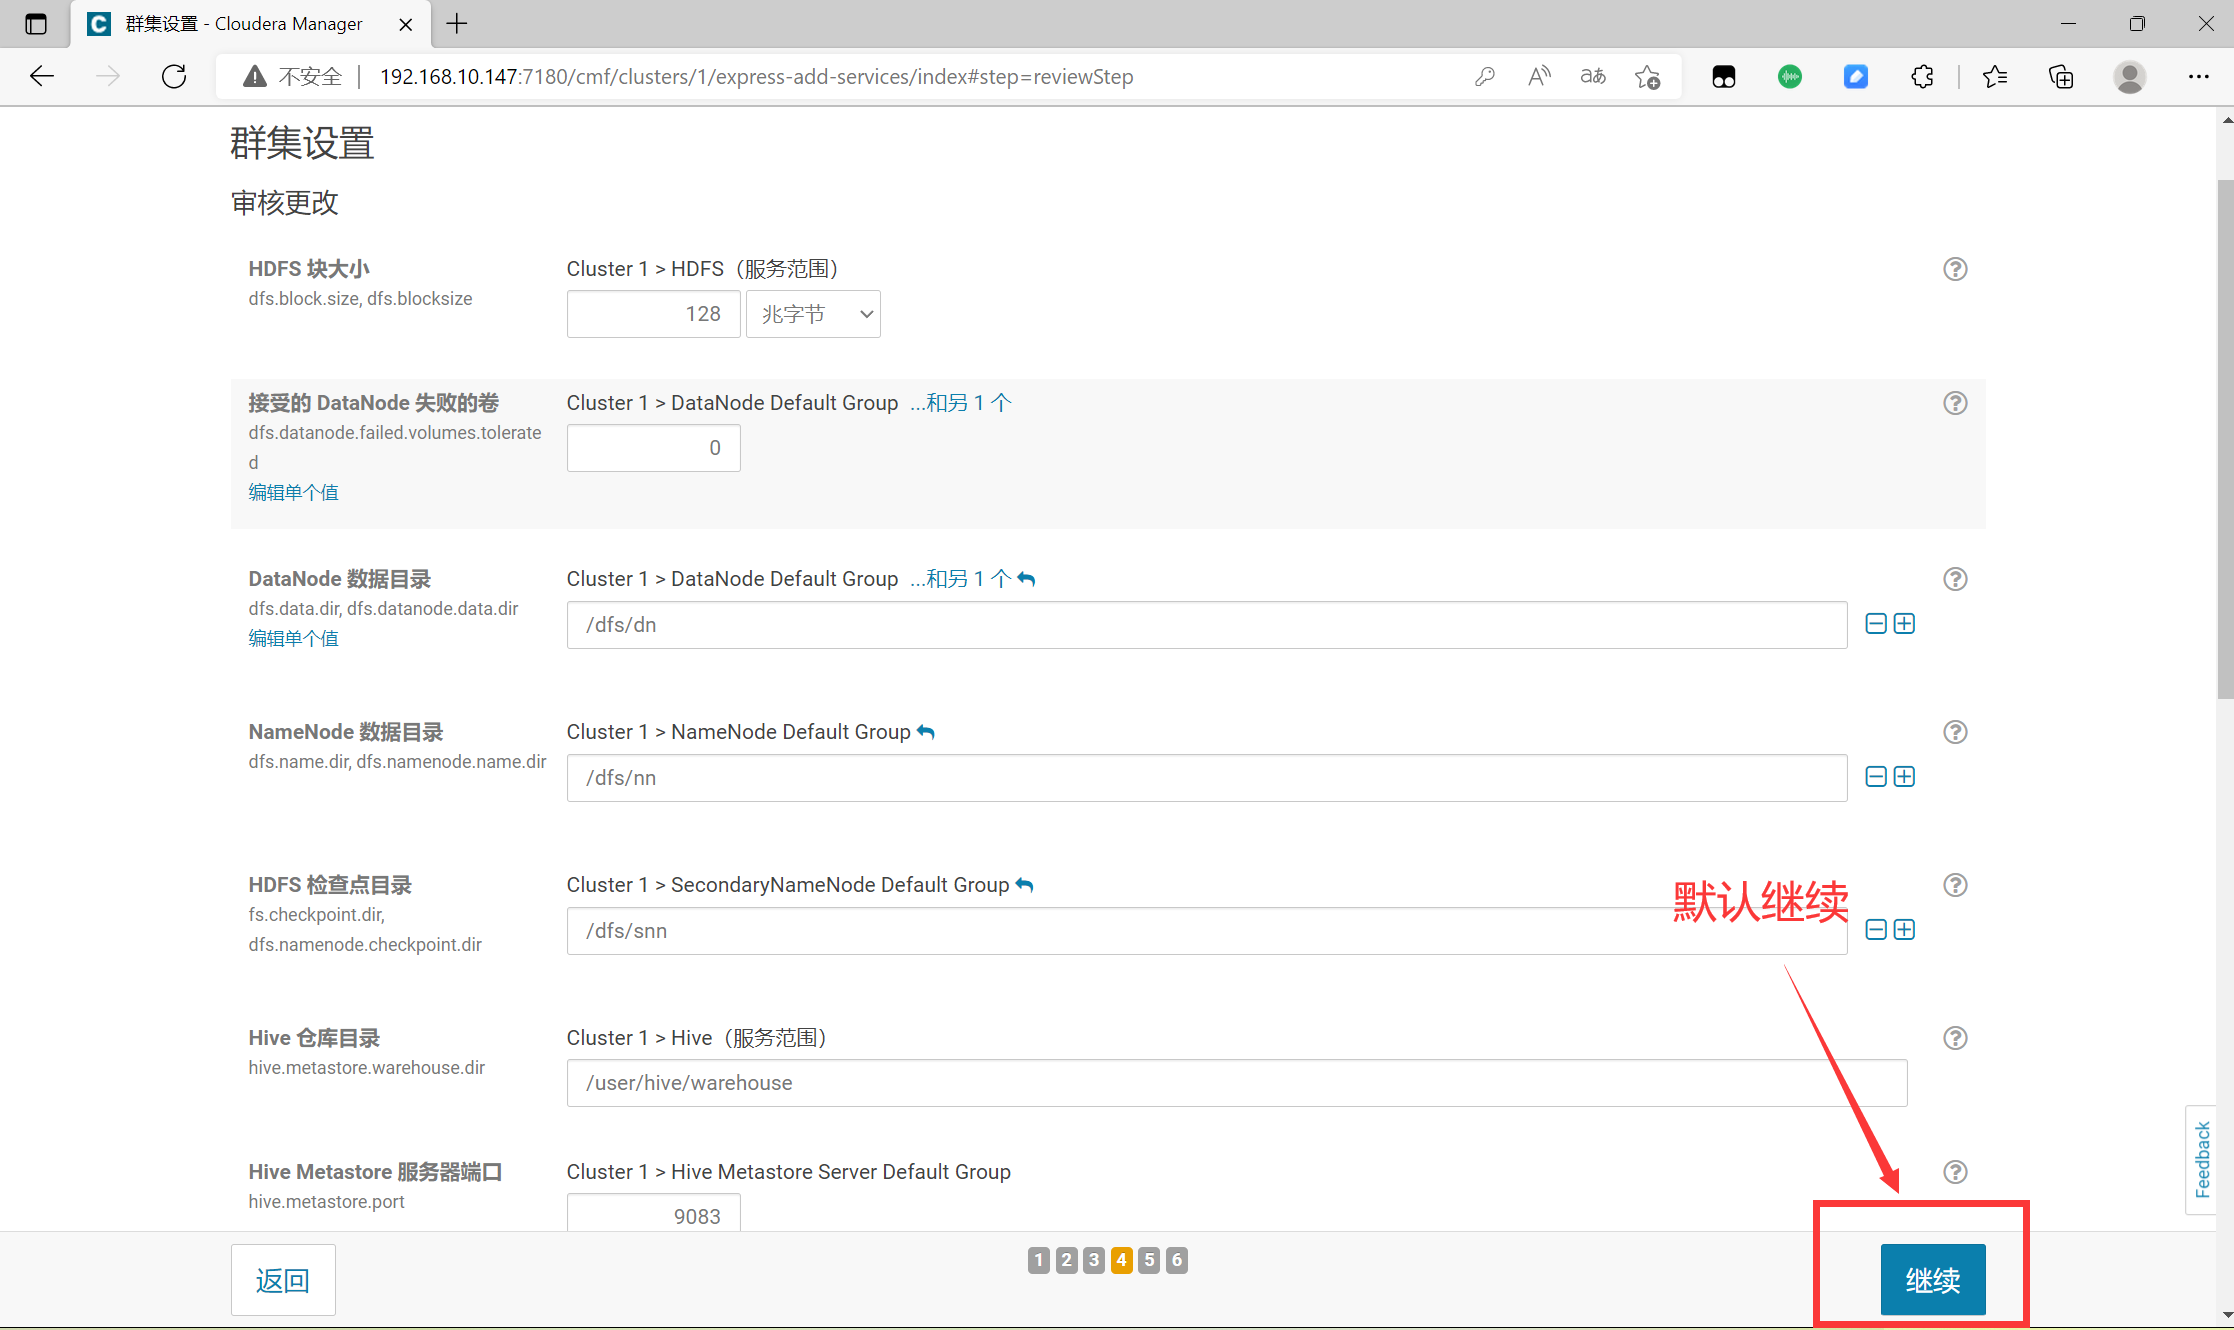 群集设置 - Cloudera Manager
不安全
192.168.10.147:7180/cmf/clusters/1/express-add-services/index#step=reviewStep
群集设置
审核更改
HDFS 块大小
dfs.block.size, dfs.blocksize
Cluster 1 > HDFS（服务范围）
128 兆字节
接受的 DataNode 失败的卷
dfs.datanode.failed.volumes.tolerate
d
编辑单个值
Cluster 1 > DataNode Default Group ...和另 1 个
0
DataNode 数据目录
dfs.data.dir, dfs.datanode.data.dir
编辑单个值
Cluster 1 > DataNode Default Group ...和另 1 个
/dfs/dn
NameNode 数据目录
dfs.name.dir, dfs.namenode.name.dir
Cluster 1 > NameNode Default Group
/dfs/nn
HDFS 检查点目录
fs.checkpoint.dir,
dfs.namenode.checkpoint.dir
Cluster 1 > SecondaryNameNode Default Group
/dfs/snn
默认继续
Hive 仓库目录
hive.metastore.warehouse.dir
Cluster 1 > Hive（服务范围）
/user/hive/warehouse
Hive Metastore 服务器端口
hive.metastore.port
Cluster 1 > Hive Metastore Server Default Group
9083
Feedback
返回
1 2 3 4 5 6
继续